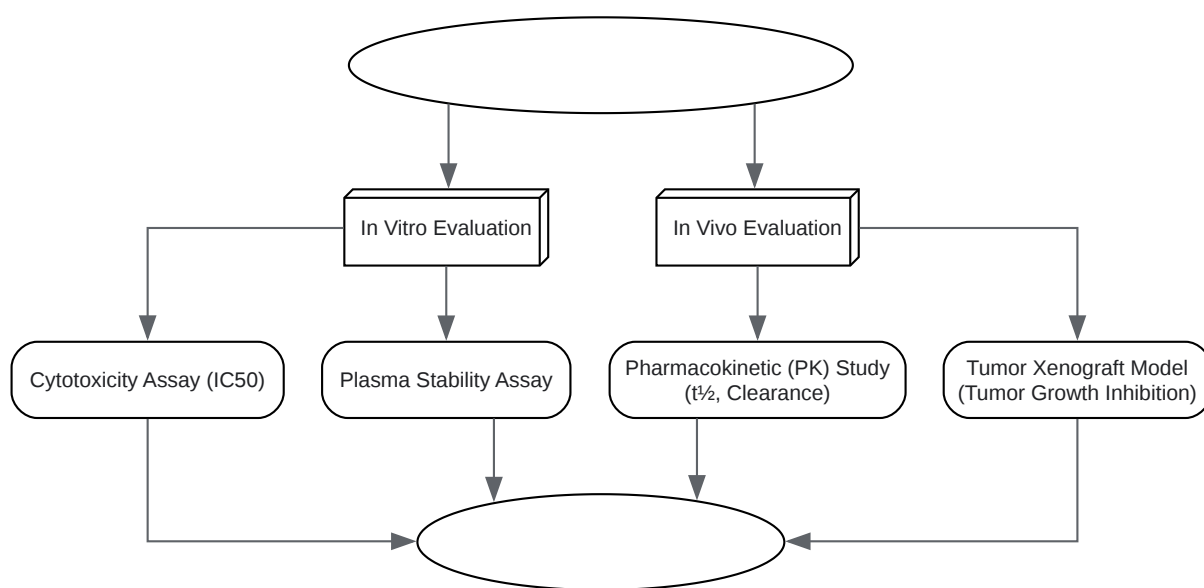 In Vitro Evaluation
In Vivo Evaluation
Cytotoxicity Assay (IC50)
Plasma Stability Assay
Pharmacokinetic (PK) Study
(t½, Clearance)
Tumor Xenograft Model
(Tumor Growth Inhibition)